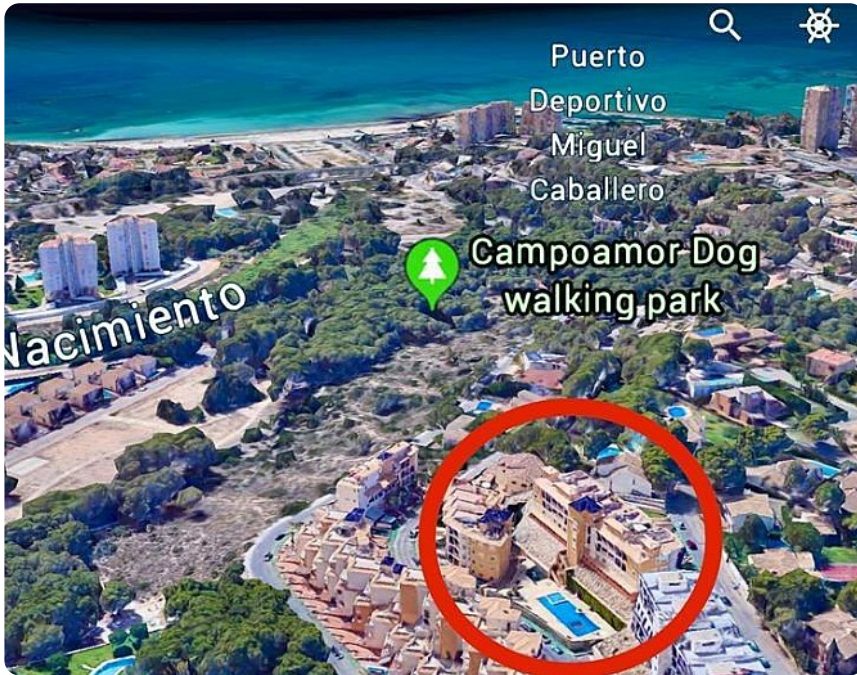 Puerto
Deportivo
Miguel
Caballero
Campoamor Dog
walking park
Nacimiento